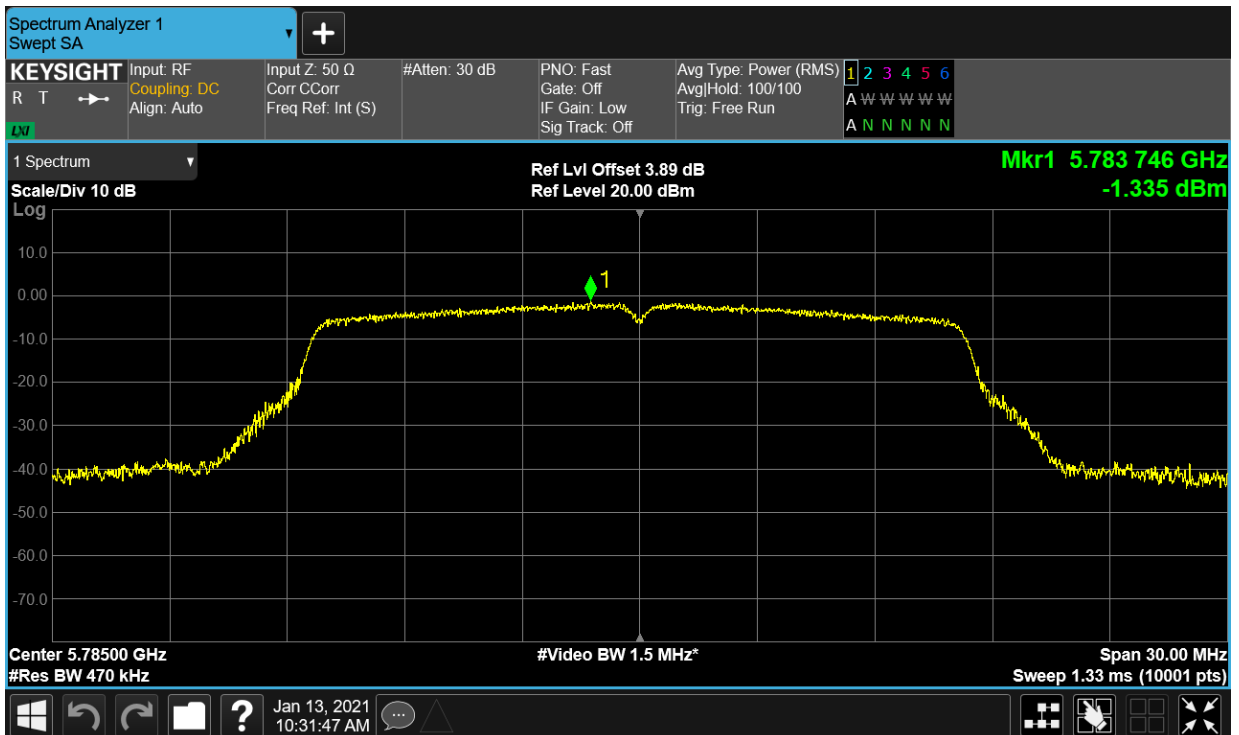 Spectrum Analyzer 1
Swept SA
+
KEYSIGHT
R T
LXI
Input: RF
Coupling: DC
Align: Auto
Input Z: 50 Ω
Corr CCorr
Freq Ref: Int (S)
#Atten: 30 dB
PNO: Fast
Gate: Off
IF Gain: Low
Sig Track: Off
Avg Type: Power (RMS)
Avg|Hold: 100/100
Trig: Free Run
1 2 3 4 5 6
A W W W W W
A N N N N N
1 Spectrum
Scale/Div 10 dB
Ref Lvl Offset 3.89 dB
Ref Level 20.00 dBm
Mkr1 5.783 746 GHz
-1.335 dBm
Log
10.0
0.00
-10.0
-20.0
-30.0
-40.0
-50.0
-60.0
-70.0
1
Center 5.78500 GHz
#Res BW 470 kHz
#Video BW 1.5 MHz*
Span 30.00 MHz
Sweep 1.33 ms (10001 pts)
?
Jan 13, 2021
10:31:47 AM